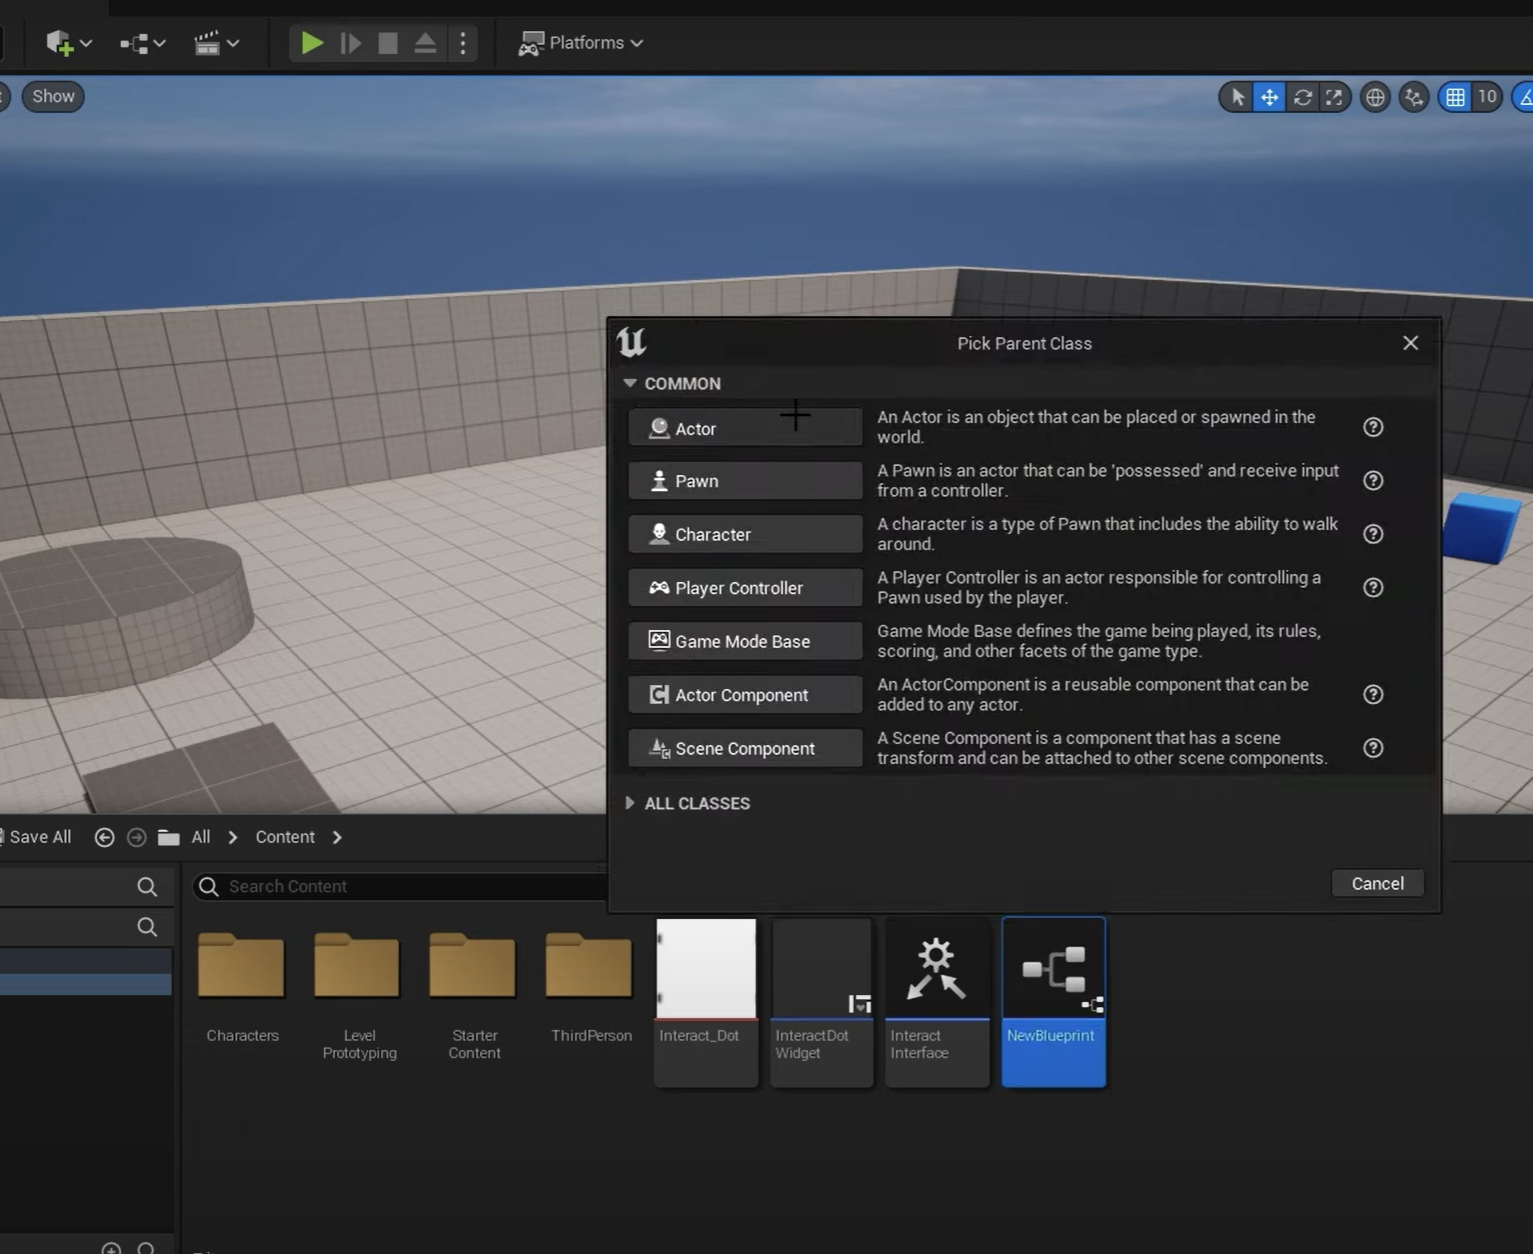 Platforms
Show
10
Pick Parent Class
COMMON
Actor
An Actor is an object that can be placed or spawned in the
world.
Pawn
A Pawn is an actor that can be 'possessed' and receive input
from a controller.
Character
A character is a type of Pawn that includes the ability to walk
around.
Player Controller
A Player Controller is an actor responsible for controlling a
Pawn used by the player.
Game Mode Base
Game Mode Base defines the game being played, its rules,
scoring, and other facets of the game type.
Actor Component
An ActorComponent is a reusable component that can be
added to any actor.
Scene Component
A Scene Component is a component that has a scene
transform and can be attached to other scene components.
ALL CLASSES
Cancel
Save All
All
Content
Search Content
Characters
Level
Prototyping
Starter
Content
ThirdPerson
Interact_Dot
InteractDot
Widget
Interact
Interface
NewBlueprint